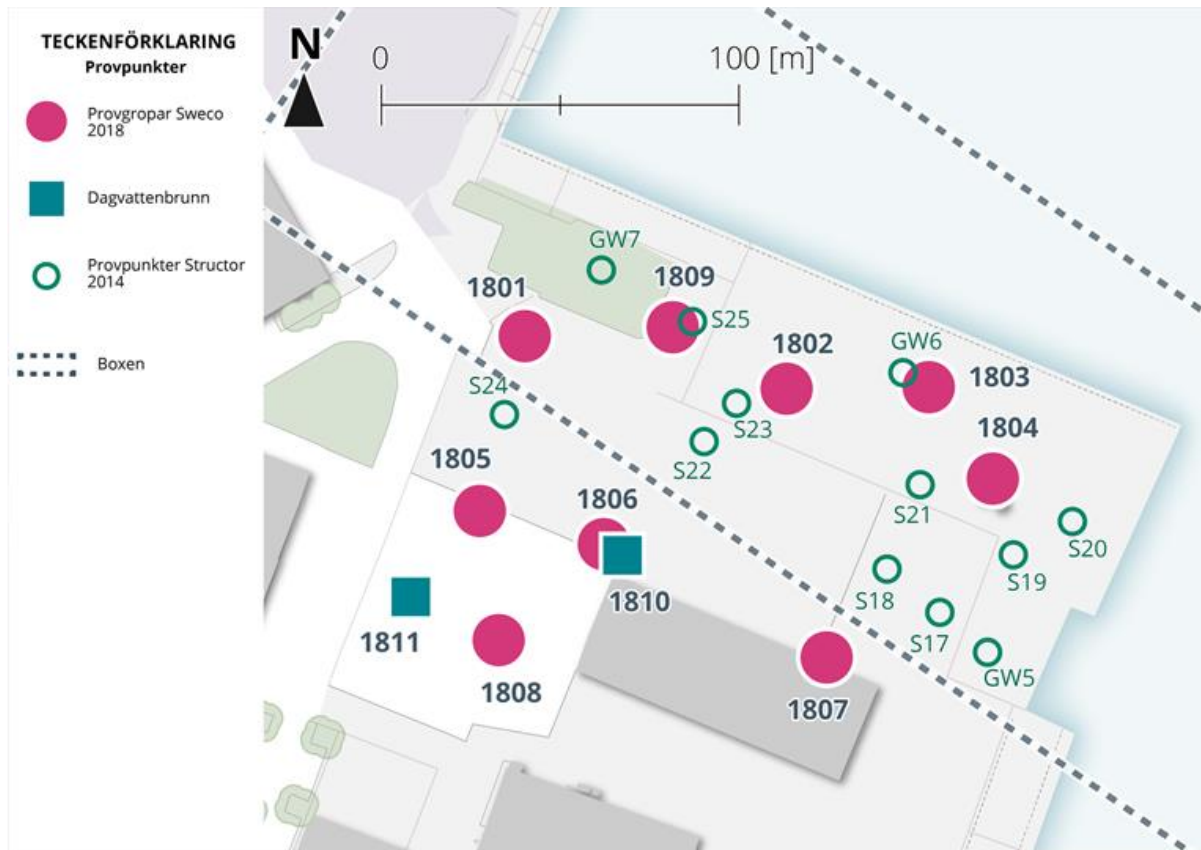 TECKENFÖRKLARING
Provpunkter
Provgropar Sweco
2018
Dagvattenbrunn
Provpunkter Structor
2014
Boxen
N
0 100 [m]
GW7
1801
1809
S25
1802
GW6
1803
S24
S23
1804
1805
S22
1806
S21
S20
S19
1810
S18
1811
S17
GW5
1808
1807